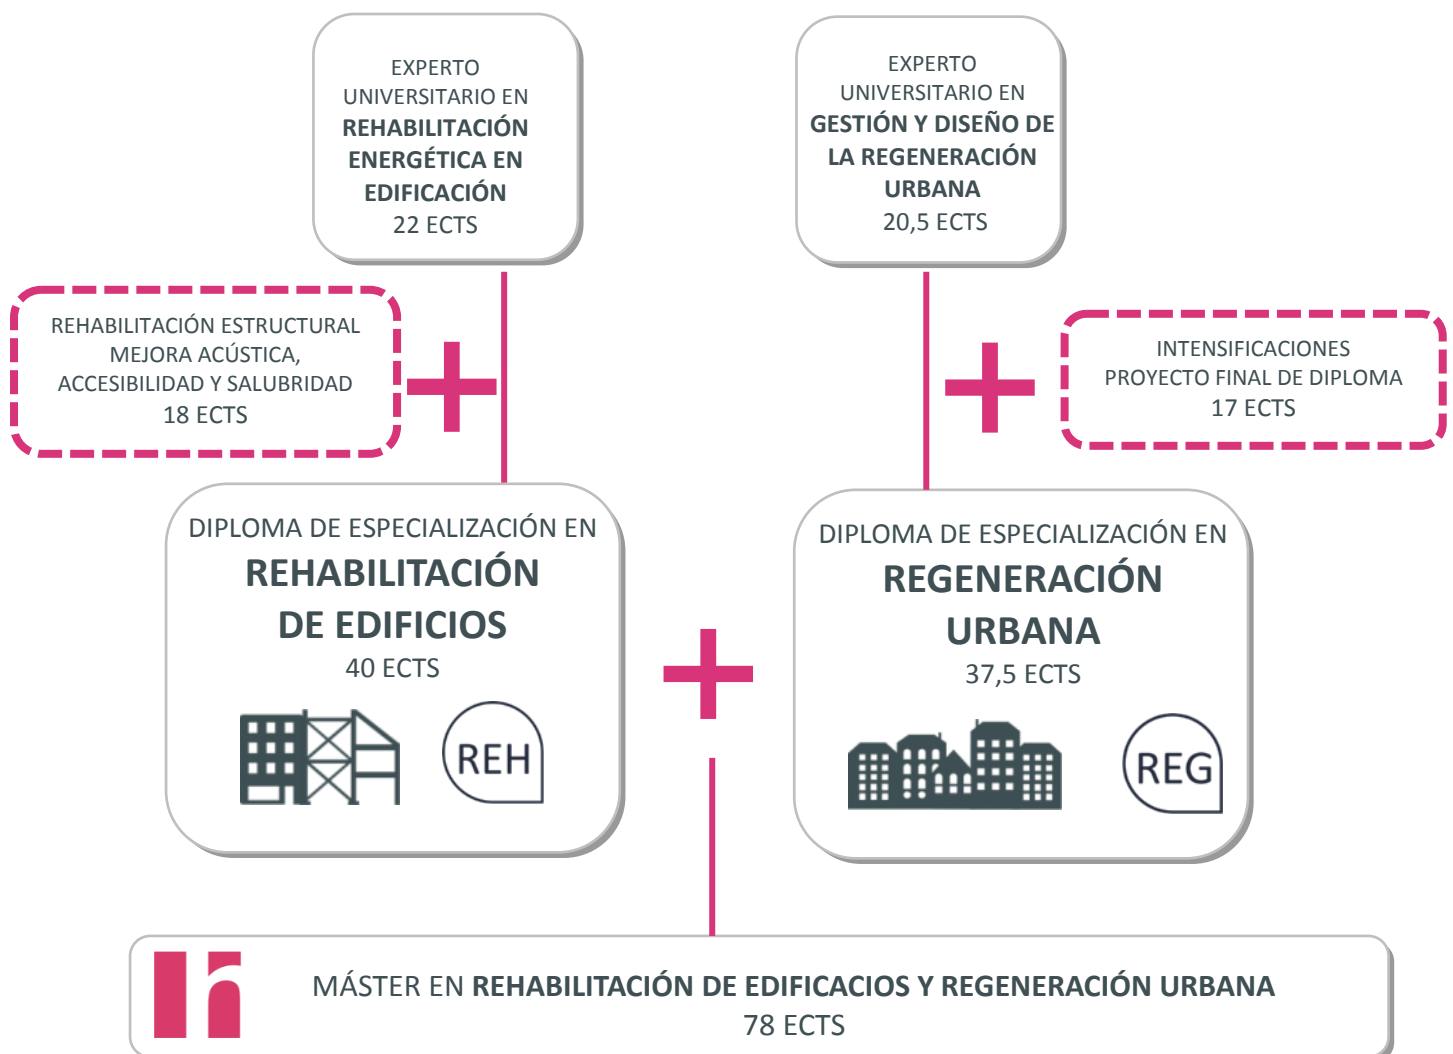 EXPERTO
UNIVERSITARIO EN
REHABILITACIÓN
ENERGÉTICA EN
EDIFICACIÓN
22 ECTS
EXPERTO
UNIVERSITARIO EN
GESTIÓN Y DISEÑO DE
LA REGENERACIÓN
URBANA
20,5 ECTS
REHABILITACIÓN ESTRUCTURAL
MEJORA ACÚSTICA,
ACCESIBILIDAD Y SALUBRIDAD
18 ECTS
INTENSIFICACIONES
PROYECTO FINAL DE DIPLOMA
17 ECTS
DIPLOMA DE ESPECIALIZACIÓN EN
REHABILITACIÓN
DE EDIFICIOS
40 ECTS
REH
DIPLOMA DE ESPECIALIZACIÓN EN
REGENERACIÓN
URBANA
37,5 ECTS
REG
MÁSTER EN REHABILITACIÓN DE EDIFICACIOS Y REGENERACIÓN URBANA
78 ECTS